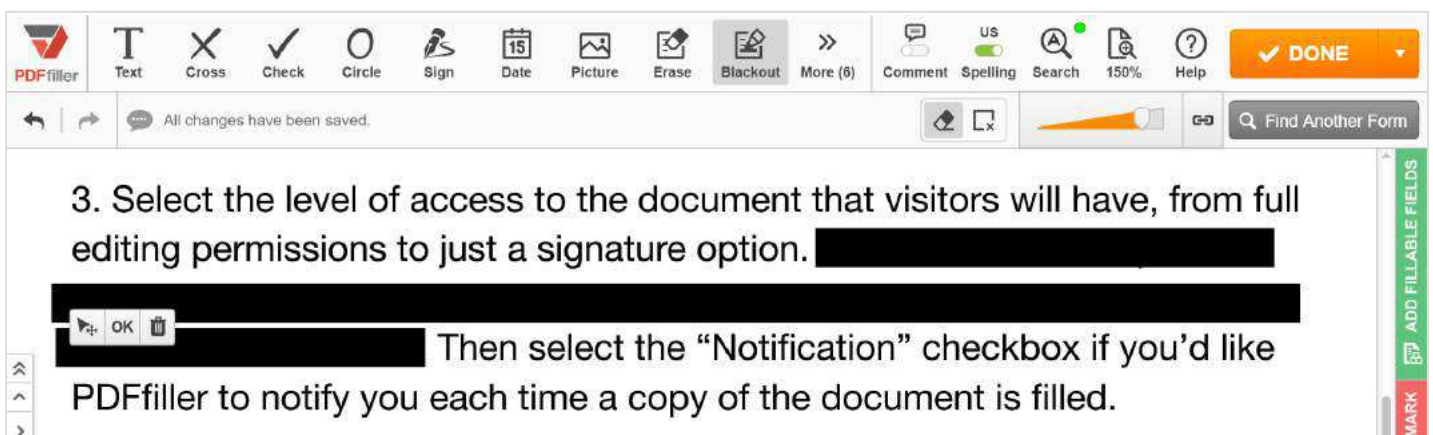 PDFfiller
Text
Cross
Check
Circle
Sign
15
Date
Picture
Erase
Blackout
More (6)
Comment
US
Spelling
A
Search
150%
? 
Help
DONE
All changes have been saved.
Find Another Form
3. Select the level of access to the document that visitors will have, from full
editing permissions to just a signature option.
OK
Then select the “Notification” checkbox if you’d like
PDFfiller to notify you each time a copy of the document is filled.
ADD FILLABLE FIELDS
MARK